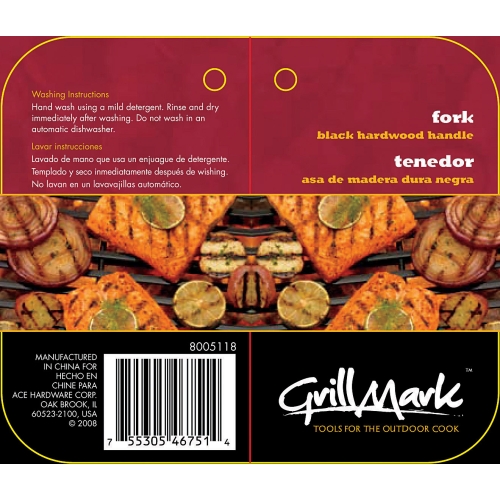 Washing Instructions
Hand wash using a mild detergent. Rinse and dry
immediately after washing. Do not wash in an
automatic dishwasher.
Lavar instrucciones
Lavado de mano que usa un enjuague de detergente.
Templado y seco inmediatamente después de wishing.
No lavan en un lavavajillas automático.
fork
black hardwood handle
tenedor
asa de madera dura negra
MANUFACTURED
IN CHINA FOR
HECHO EN
CHINE PARA
ACE HARDWARE CORP.
OAK BROOK, IL
60523-2100, USA
© 2008
8005118
7 55305 46751 4
GrillMark™
TOOLS FOR THE OUTDOOR COOK